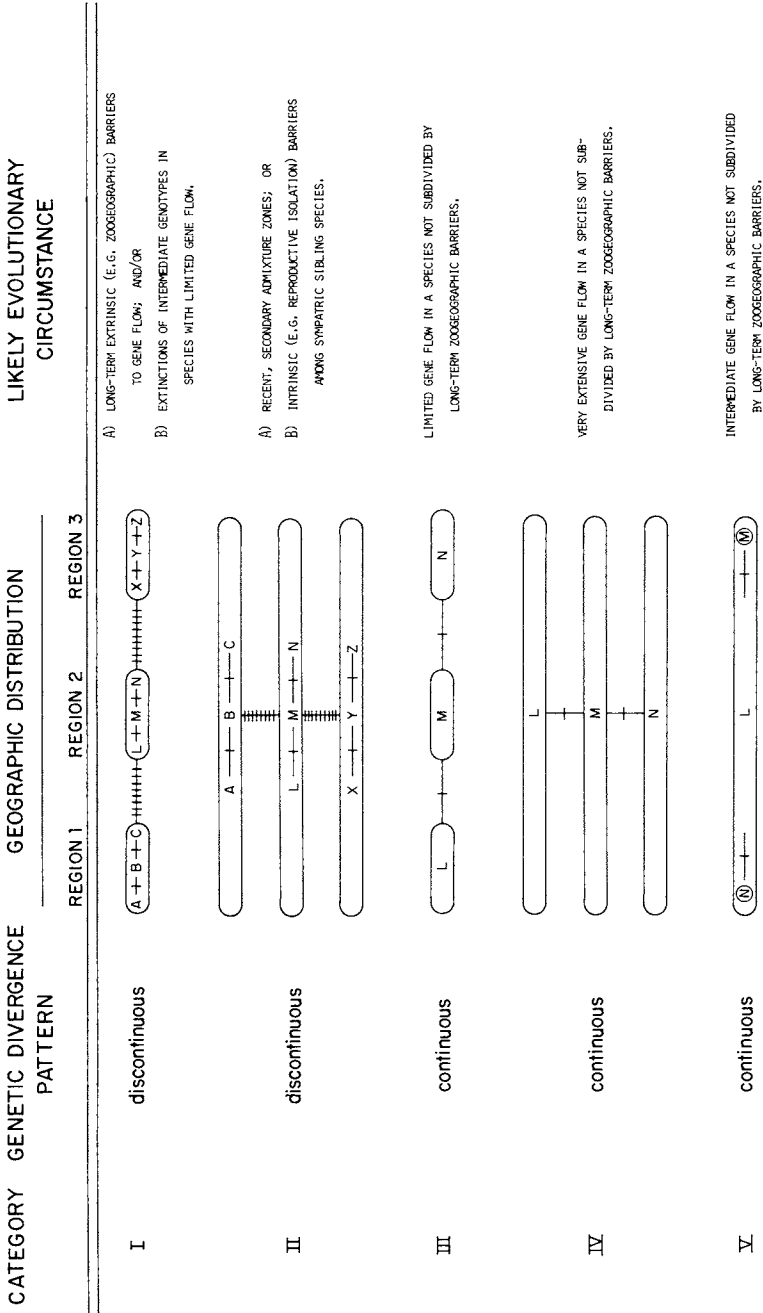 CATEGORY GENETIC DIVERGENCE PATTERN GEOGRAPHIC DISTRIBUTION LIKELY EVOLUTIONARY CIRCUMSTANCE
REGION 1 REGION 2 REGION 3
I discontinuous A B C L M N X Y Z
A) LONG-TERM EXTRINSIC (E.G. ZOOGEOGRAPHIC) BARRIERS
TO GENE FLOW; AND/OR
B) EXTINCTIONS OF INTERMEDIATE GENOTYPES IN
SPECIES WITH LIMITED GENE FLOW.
II discontinuous
A B C
L M N
X Y Z
A) RECENT, SECONDARY ADMIXTURE ZONES; OR
B) INTRINSIC (E.G. REPRODUCTIVE ISOLATION) BARRIERS
AMONG SYMPATRIC SIBLING SPECIES.
III continuous L M N
LIMITED GENE FLOW IN A SPECIES NOT SUBDIVIDED BY
LONG-TERM ZOOGEOGRAPHIC BARRIERS.
IV continuous
L
M
N
VERY EXTENSIVE GENE FLOW IN A SPECIES NOT SUB-
DIVIDED BY LONG-TERM ZOOGEOGRAPHIC BARRIERS.
V continuous N L M
INTERMEDIATE GENE FLOW IN A SPECIES NOT SUBDIVIDED
BY LONG-TERM ZOOGEOGRAPHIC BARRIERS.